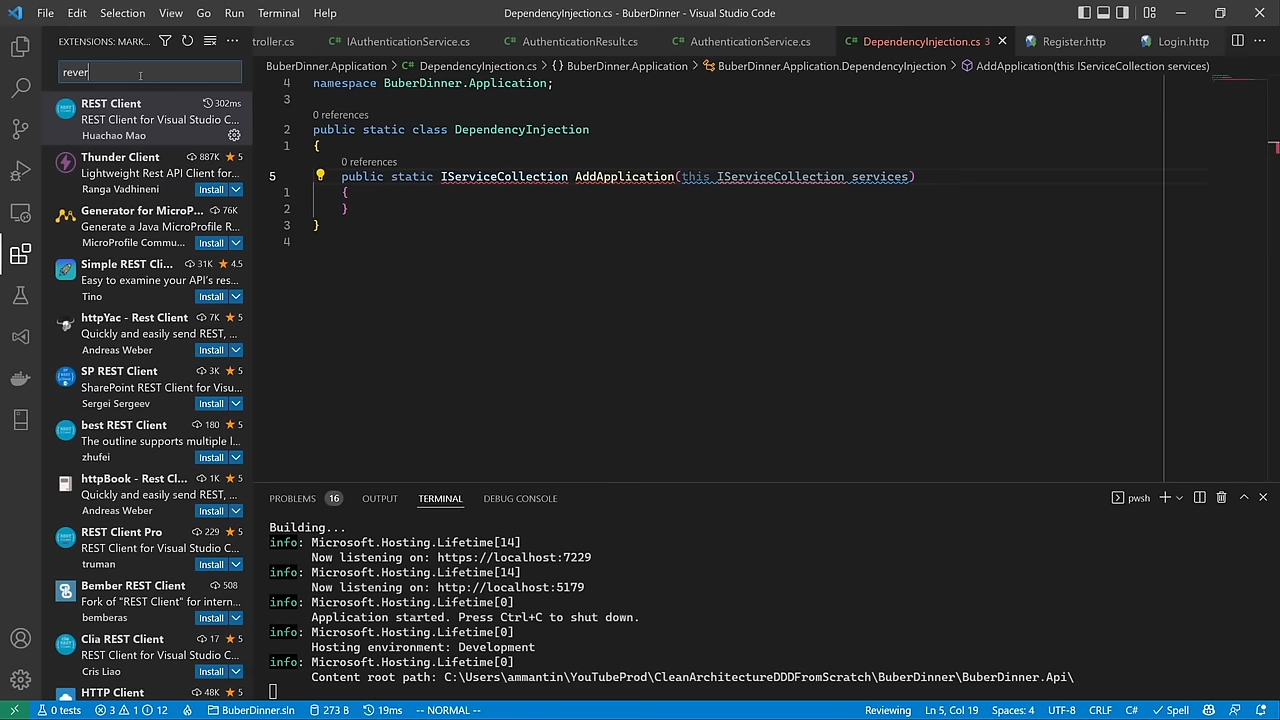 File Edit Selection View Go Run Terminal Help
DependencyInjection.cs - BuberDinner - Visual Studio Code
EXTENSIONS: MARK...
troller.cs
IAuthenticationService.cs
AuthenticationResult.cs
AuthenticationService.cs
DependencyInjection.cs 3
Register.http
Login.http
rever
BuberDinner.Application > DependencyInjection.cs > {} BuberDinner.Application > BuberDinner.Application.DependencyInjection > AddApplication(this IServiceCollection services)
REST Client 302ms
REST Client for Visual Studio C...
Huachao Mao
Thunder Client 887K 5
Lightweight Rest API Client for...
Ranga Vadhineni Install
Generator for MicroP... 76K
Generate a Java MicroProfile R...
MicroProfile Commu... Install
Simple REST Cli... 31K 4.5
Easy to examine your API's res...
Tino Install
httpYac - Rest Client 7K 5
Quickly and easily send REST, ...
Andreas Weber Install
SP REST Client 3K 5
SharePoint REST Client for Visu...
Sergei Sergeev Install
best REST Client 180 5
The outline supports multiple l...
zhufei Install
httpBook - Rest Cl... 1K 5
Quickly and easily send REST, ...
Andreas Weber Install
REST Client Pro 229 5
REST Client for Visual Studio C...
truman Install
Bember REST Client 508
Fork of "REST Client" for intern...
bemberas Install
Clia REST Client 17 5
REST Client for Visual Studio C...
Cris Liao Install
HTTP Client 48K 5
4 namespace BuberDinner.Application;
3
0 references
2 public static class DependencyInjection
1 {
0 references
5 public static IServiceCollection AddApplication(this IServiceCollection services)
1 {
2 }
3 }
4
PROBLEMS 16 OUTPUT TERMINAL DEBUG CONSOLE
pwsh
Building...
info: Microsoft.Hosting.Lifetime[14]
Now listening on: https://localhost:7229
info: Microsoft.Hosting.Lifetime[14]
Now listening on: http://localhost:5179
info: Microsoft.Hosting.Lifetime[0]
Application started. Press Ctrl+C to shut down.
info: Microsoft.Hosting.Lifetime[0]
Hosting environment: Development
info: Microsoft.Hosting.Lifetime[0]
Content root path: C:\Users\ammantin\YouTubeProd\CleanArchitectureDDDFromScratch\BuberDinner\BuberDinner.Api\
0 tests 3 1 12 BuberDinner.sln 273 B 19ms -- NORMAL -- Reviewing Ln 5, Col 19 Spaces: 4 UTF-8 CRLF C# Spell